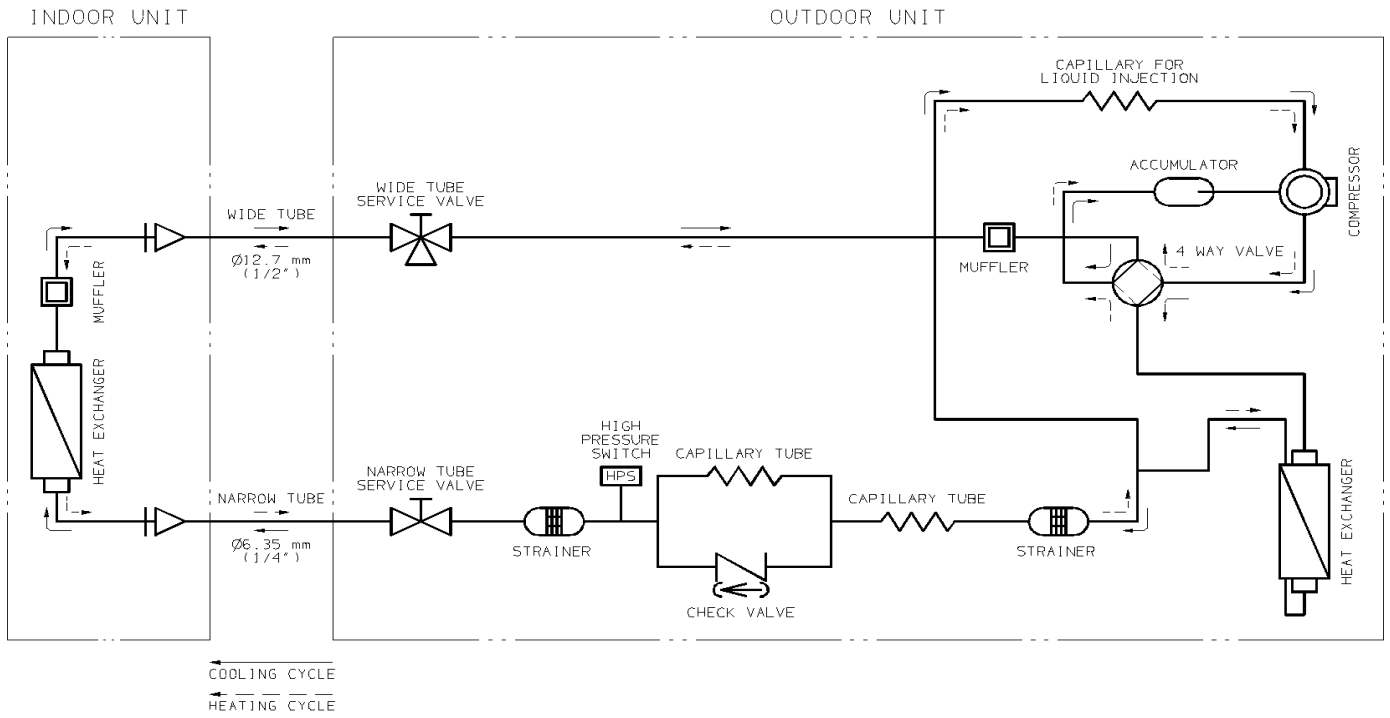 INDOOR UNIT
OUTDOOR UNIT
CAPILLARY FOR
LIQUID INJECTION
ACCUMULATOR
COMPRESSOR
WIDE TUBE
SERVICE VALVE
WIDE TUBE
Ø12.7 mm
(1/2")
MUFFLER
4 WAY VALVE
MUFFLER
HEAT EXCHANGER
HIGH
PRESSURE
SWITCH
HPS
CAPILLARY TUBE
NARROW TUBE
SERVICE VALVE
NARROW TUBE
Ø6.35 mm
(1/4")
STRAINER
CAPILLARY TUBE
STRAINER
CHECK VALVE
HEAT EXCHANGER
COOLING CYCLE
HEATING CYCLE